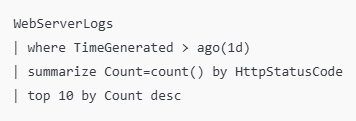 WebServerLogs
| where TimeGenerated > ago(1d)
| summarize Count=count() by HttpStatusCode
| top 10 by Count desc